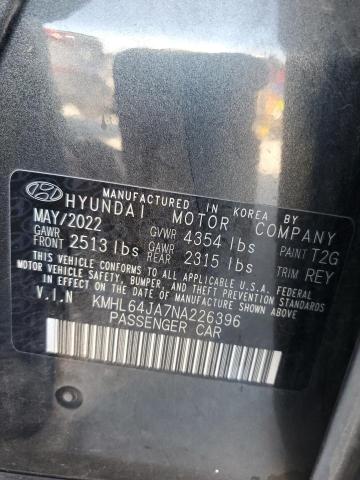 MANUFACTURED IN KOREA BY
HYUNDAI MOTOR COMPANY
MAY/2022 GVWR 4354 lbs PAINT T2G
GAWR FRONT 2513 lbs GAWR REAR 2315 lbs TRIM REY
THIS VEHICLE CONFORMS TO ALL APPLICABLE U.S.A. FEDERAL
MOTOR VEHICLE SAFETY, BUMPER, AND THEFT PREVENTION STANDARDS
IN EFFECT ON THE DATE OF MANUFACTURE SHOWN ABOVE.
V.I.N KMHL64JA7NA226396
PASSENGER CAR